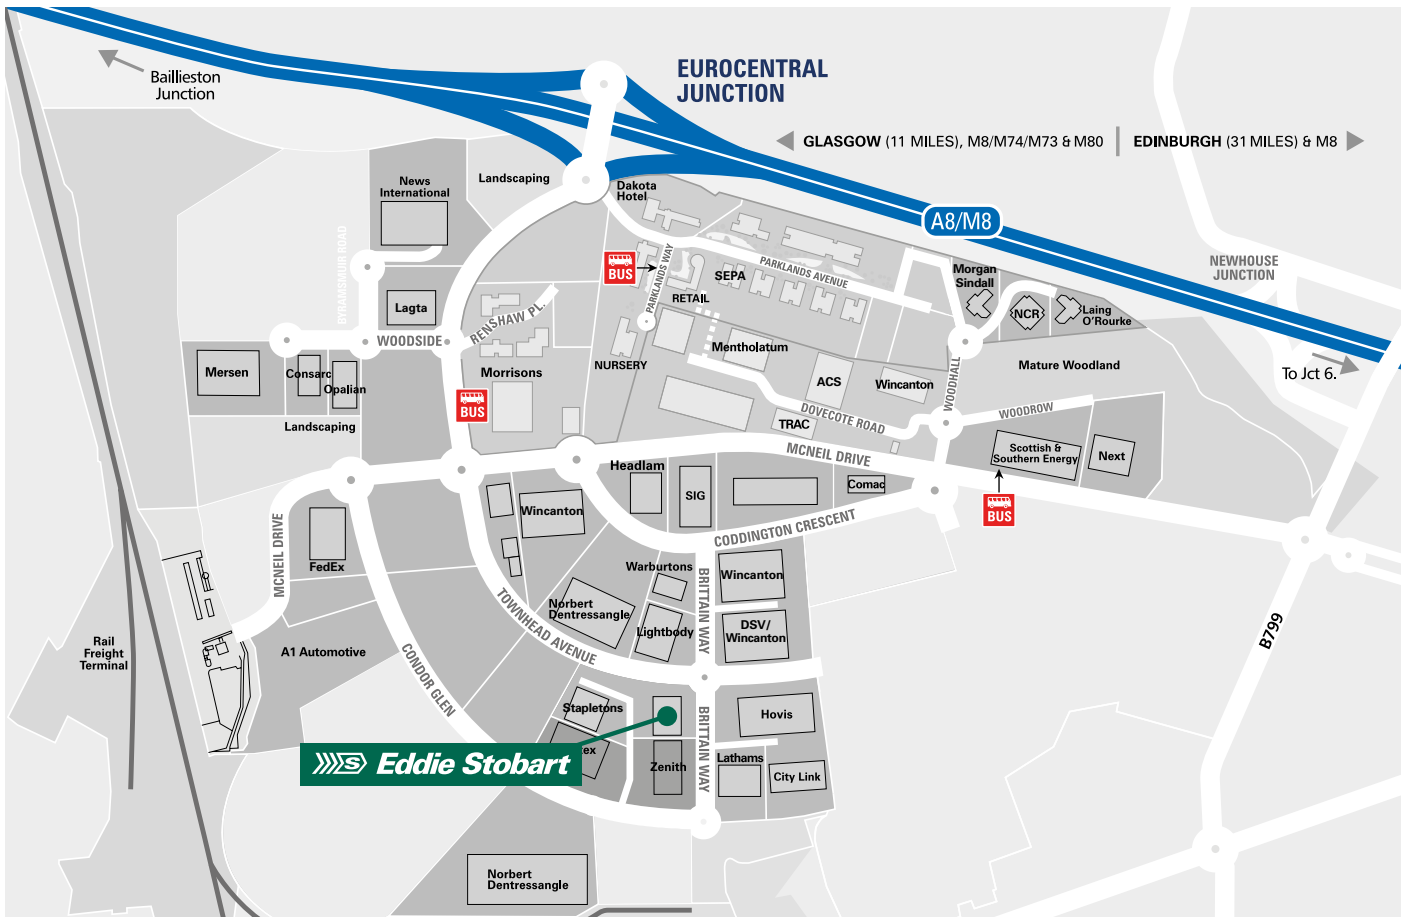 EUROCENTRAL
JUNCTION
Baillieston
Junction
GLASGOW (11 MILES), M8/M74/M73 & M80
EDINBURGH (31 MILES) & M8
News
International
Landscaping
Dakota
Hotel
A8/M8
BYRAMSMUIR ROAD
BUS
PARKLANDS WAY
SEPA
PARKLANDS AVENUE
Morgan
Sindall
NEWHOUSE
JUNCTION
RETAIL
Lagta
RENSHAW PL.
NCR
Laing
O'Rourke
WOODSIDE
Mentholatum
NURSERY
Mature Woodland
To Jct 6.
Mersen
Consarc
Opalian
Morrisons
ACS
Wincanton
WOODHALL
BUS
Landscaping
TRAC
DOVECOTE ROAD
WOODROW
MCNEIL DRIVE
Scottish &
Southern Energy
Next
Headlam
SIG
Comac
BUS
Wincanton
MCNEIL DRIVE
CODDINGTON CRESCENT
FedEx
Warburtons
BRITTAIN WAY
Wincanton
Norbert
Dentressangle
TOWNHEAD AVENUE
Lightbody
DSV/
Wincanton
Rail
Freight
Terminal
A1 Automotive
CONDOR GLEN
B799
Stapletons
BRITTAIN WAY
Hovis
S Eddie Stobart
ex
Zenith
Lathams
City Link
Norbert
Dentressangle